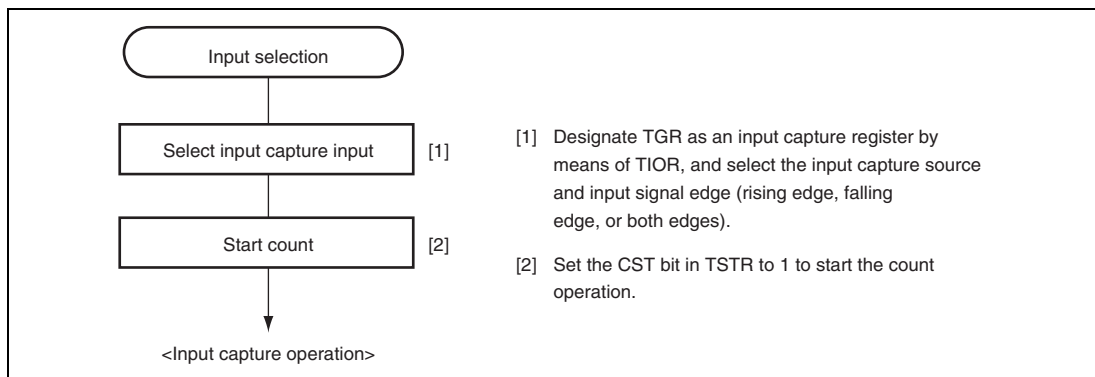 Input selection
Select input capture input
[1]
Start count
[2]
<Input capture operation>
[1] Designate TGR as an input capture register by
means of TIOR, and select the input capture source
and input signal edge (rising edge, falling
edge, or both edges).
[2] Set the CST bit in TSTR to 1 to start the count
operation.